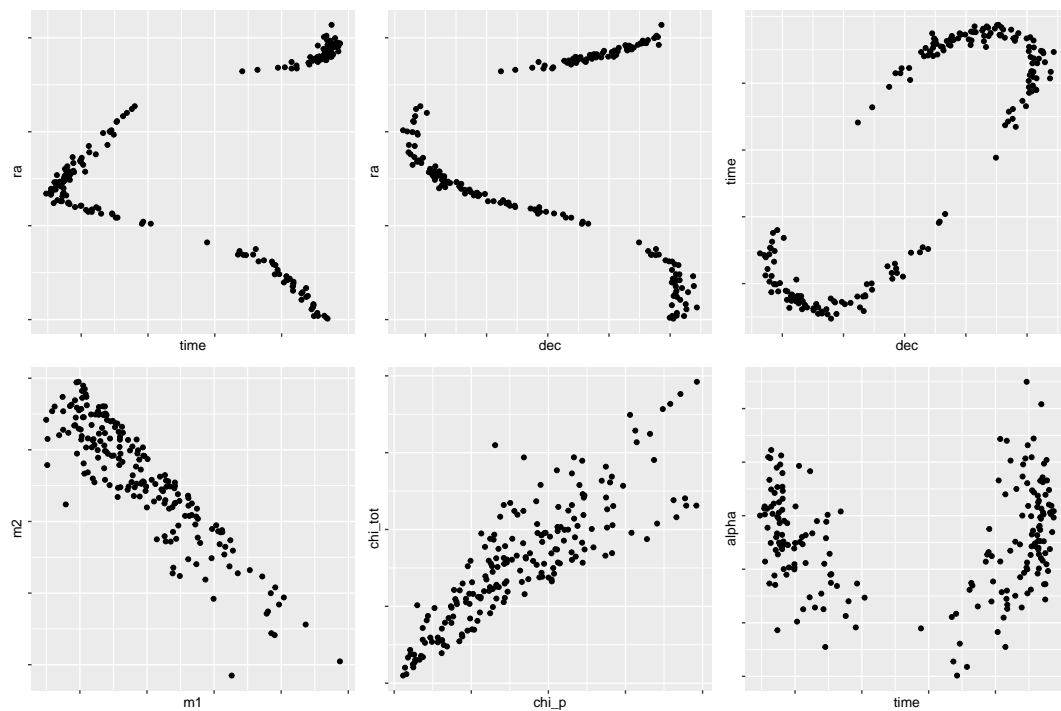 ra
time
ra
dec
time
dec
m2
m1
chi_tot
chi_p
alpha
time